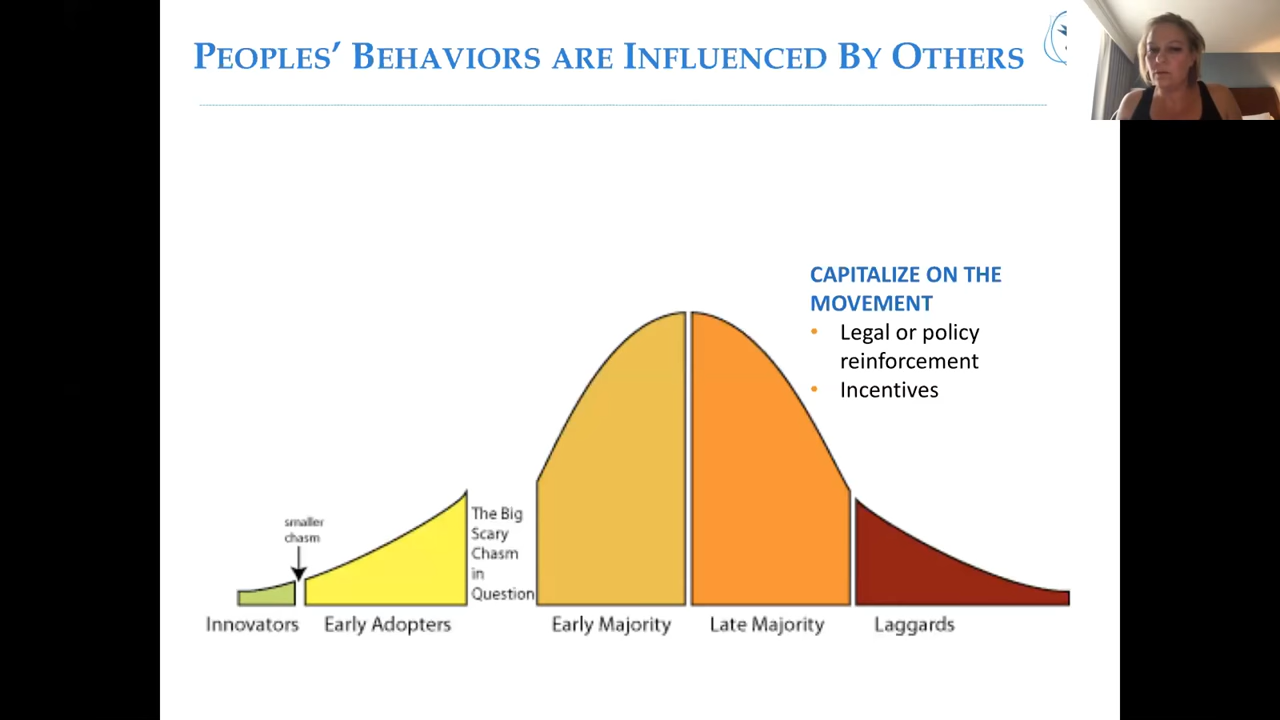 PEOPLES' BEHAVIORS ARE INFLUENCED BY OTHERS
CAPITALIZE ON THE
MOVEMENT
• Legal or policy
reinforcement
• Incentives
smaller
chasm
The Big
Scary
Chasm
in
Question
Innovators
Early Adopters
Early Majority
Late Majority
Laggards